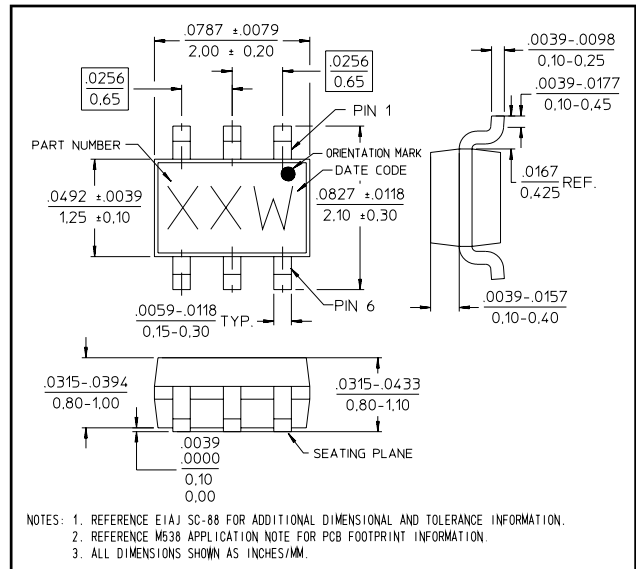 .0787 ±.0079
2,00 ± 0,20
.0256
0.65
.0256
0.65
.0039-.0098
0,10-0,25
.0039-.0177
0,10-0,45
PIN 1
PART NUMBER
ORIENTATION MARK
DATE CODE
.0492 ±.0039
1,25 ±0,10
XXW
.0827 ±.0118
2,10 ±0,30
.0167
0,425 REF.
.0059-.0118
0,15-0,30 TYP.
PIN 6
.0039-.0157
0,10-0,40
.0315-.0394
0,80-1,00
.0315-.0433
0,80-1,10
.0039
.0000
0,10
0,00
SEATING PLANE
NOTES: 1. REFERENCE EIAJ SC-88 FOR ADDITIONAL DIMENSIONAL AND TOLERANCE INFORMATION.
2. REFERENCE M538 APPLICATION NOTE FOR PCB FOOTPRINT INFORMATION.
3. ALL DIMENSIONS SHOWN AS INCHES/MM.